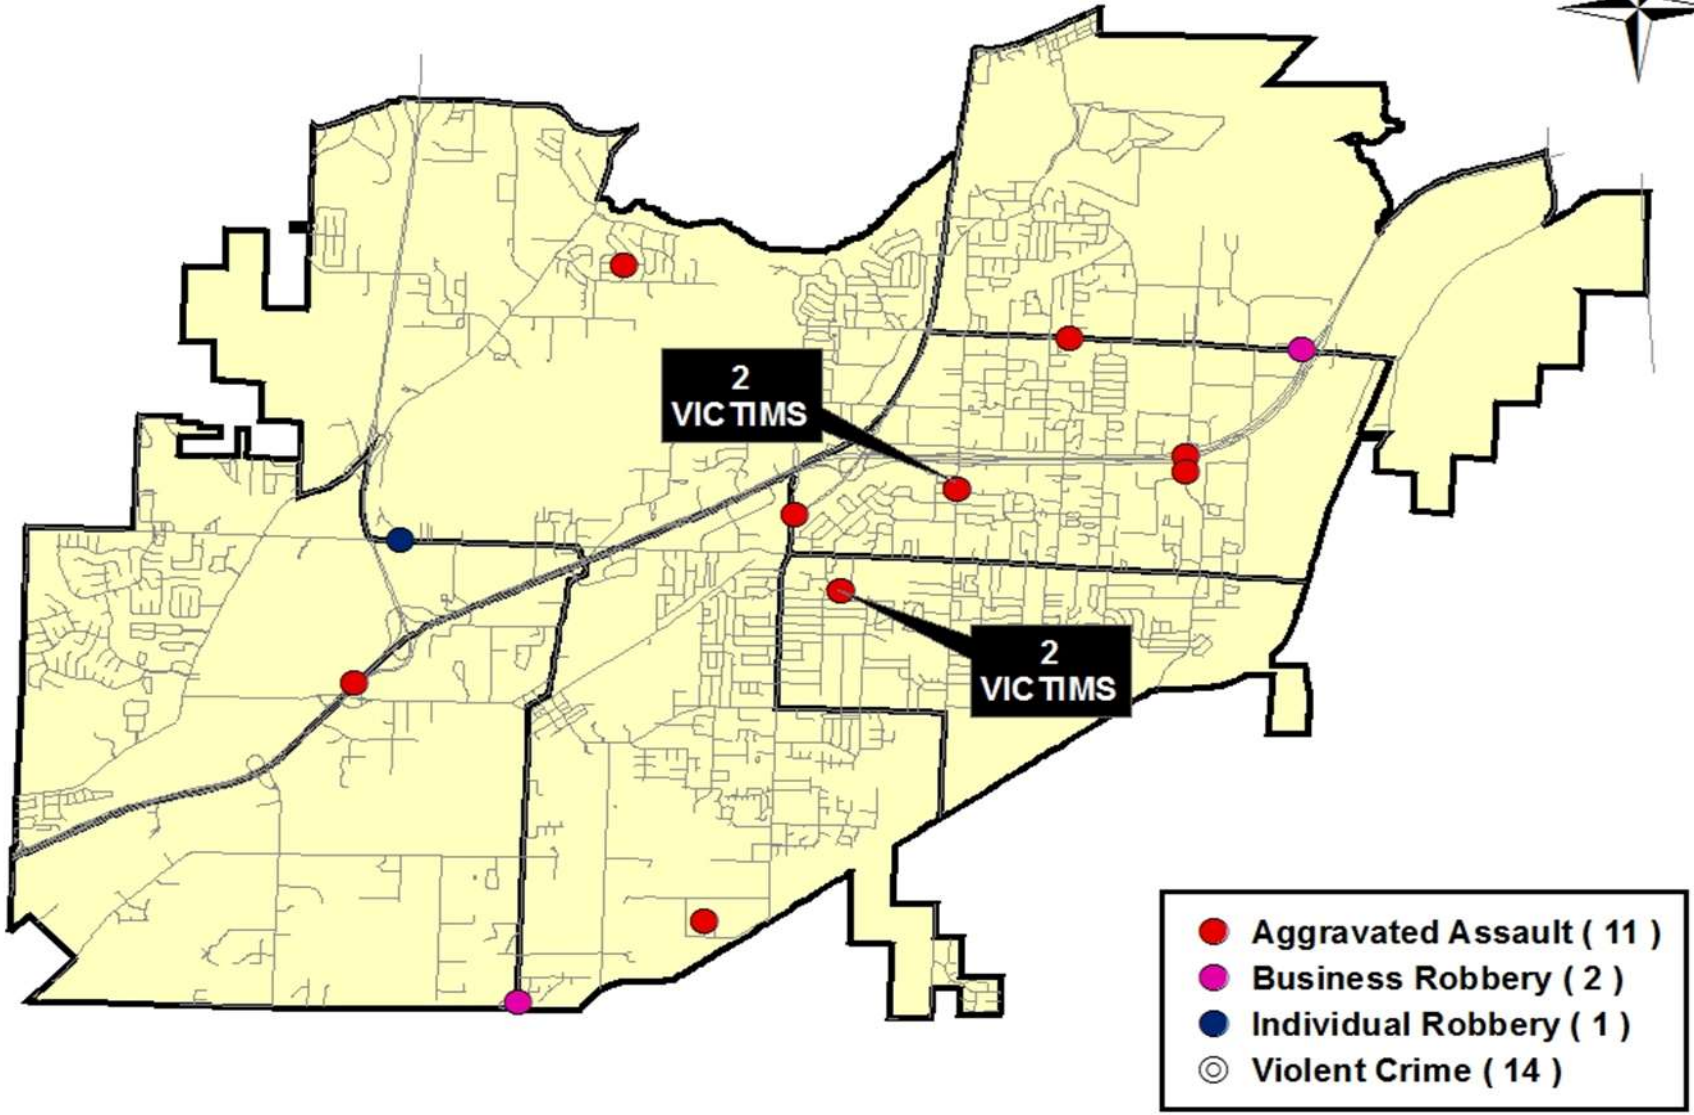 2
VICTIMS
2
VICTIMS
Aggravated Assault ( 11 )
Business Robbery ( 2 )
Individual Robbery ( 1 )
Violent Crime ( 14 )